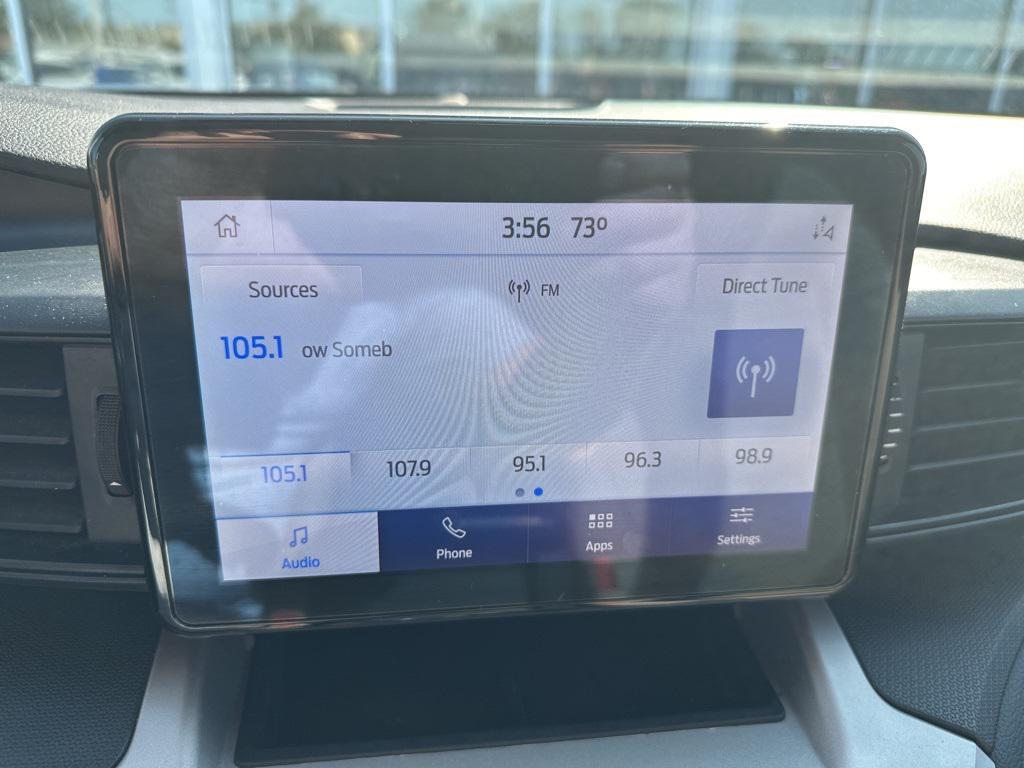 3:56 73º
Sources
FM
Direct Tune
105.1 ow Someb
105.1 107.9 95.1 96.3 98.9
Audio Phone Apps Settings